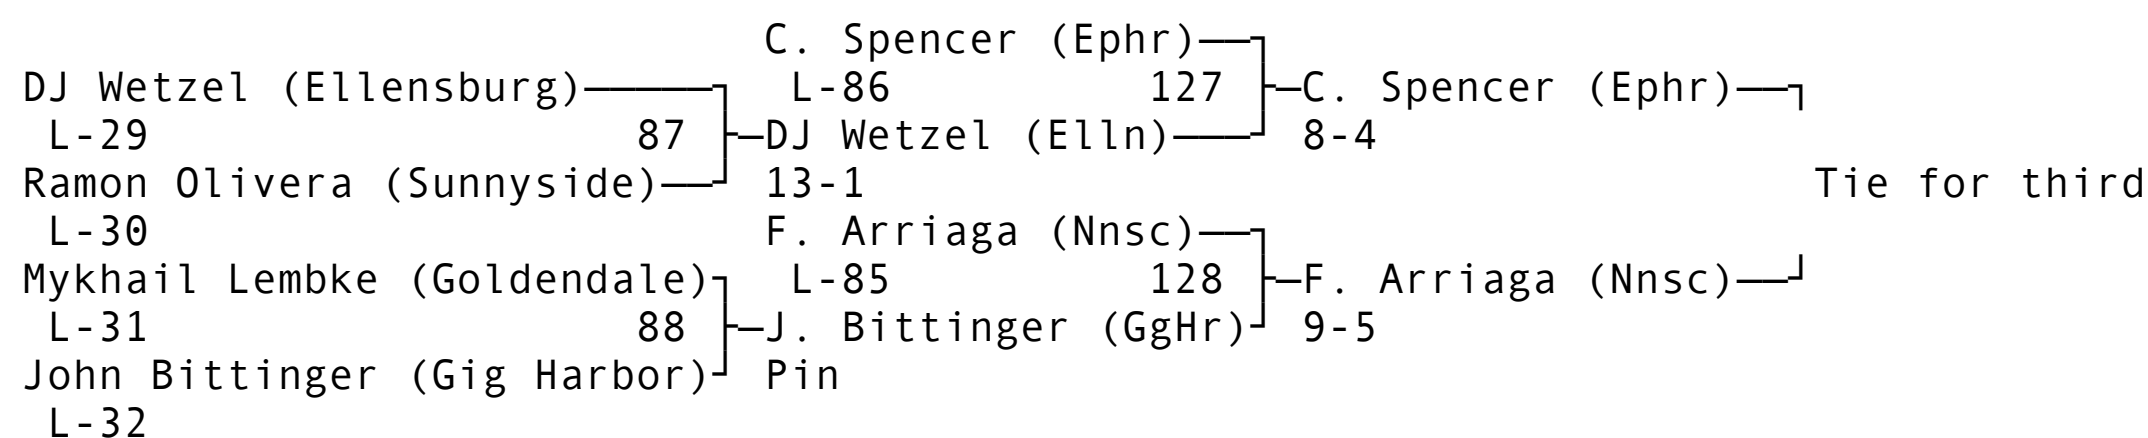 C. Spencer (Ephr)
DJ Wetzel (Ellensburg) L-86 127 C. Spencer (Ephr)
L-29 87 DJ Wetzel (Elln) 8-4
Ramon Olivera (Sunnyside) 13-1 Tie for third
L-30 F. Arriaga (Nnsc)
Mykhail Lembke (Goldendale) L-85 128 F. Arriaga (Nnsc)
L-31 88 J. Bittinger (GgHr) 9-5
John Bittinger (Gig Harbor) Pin
L-32